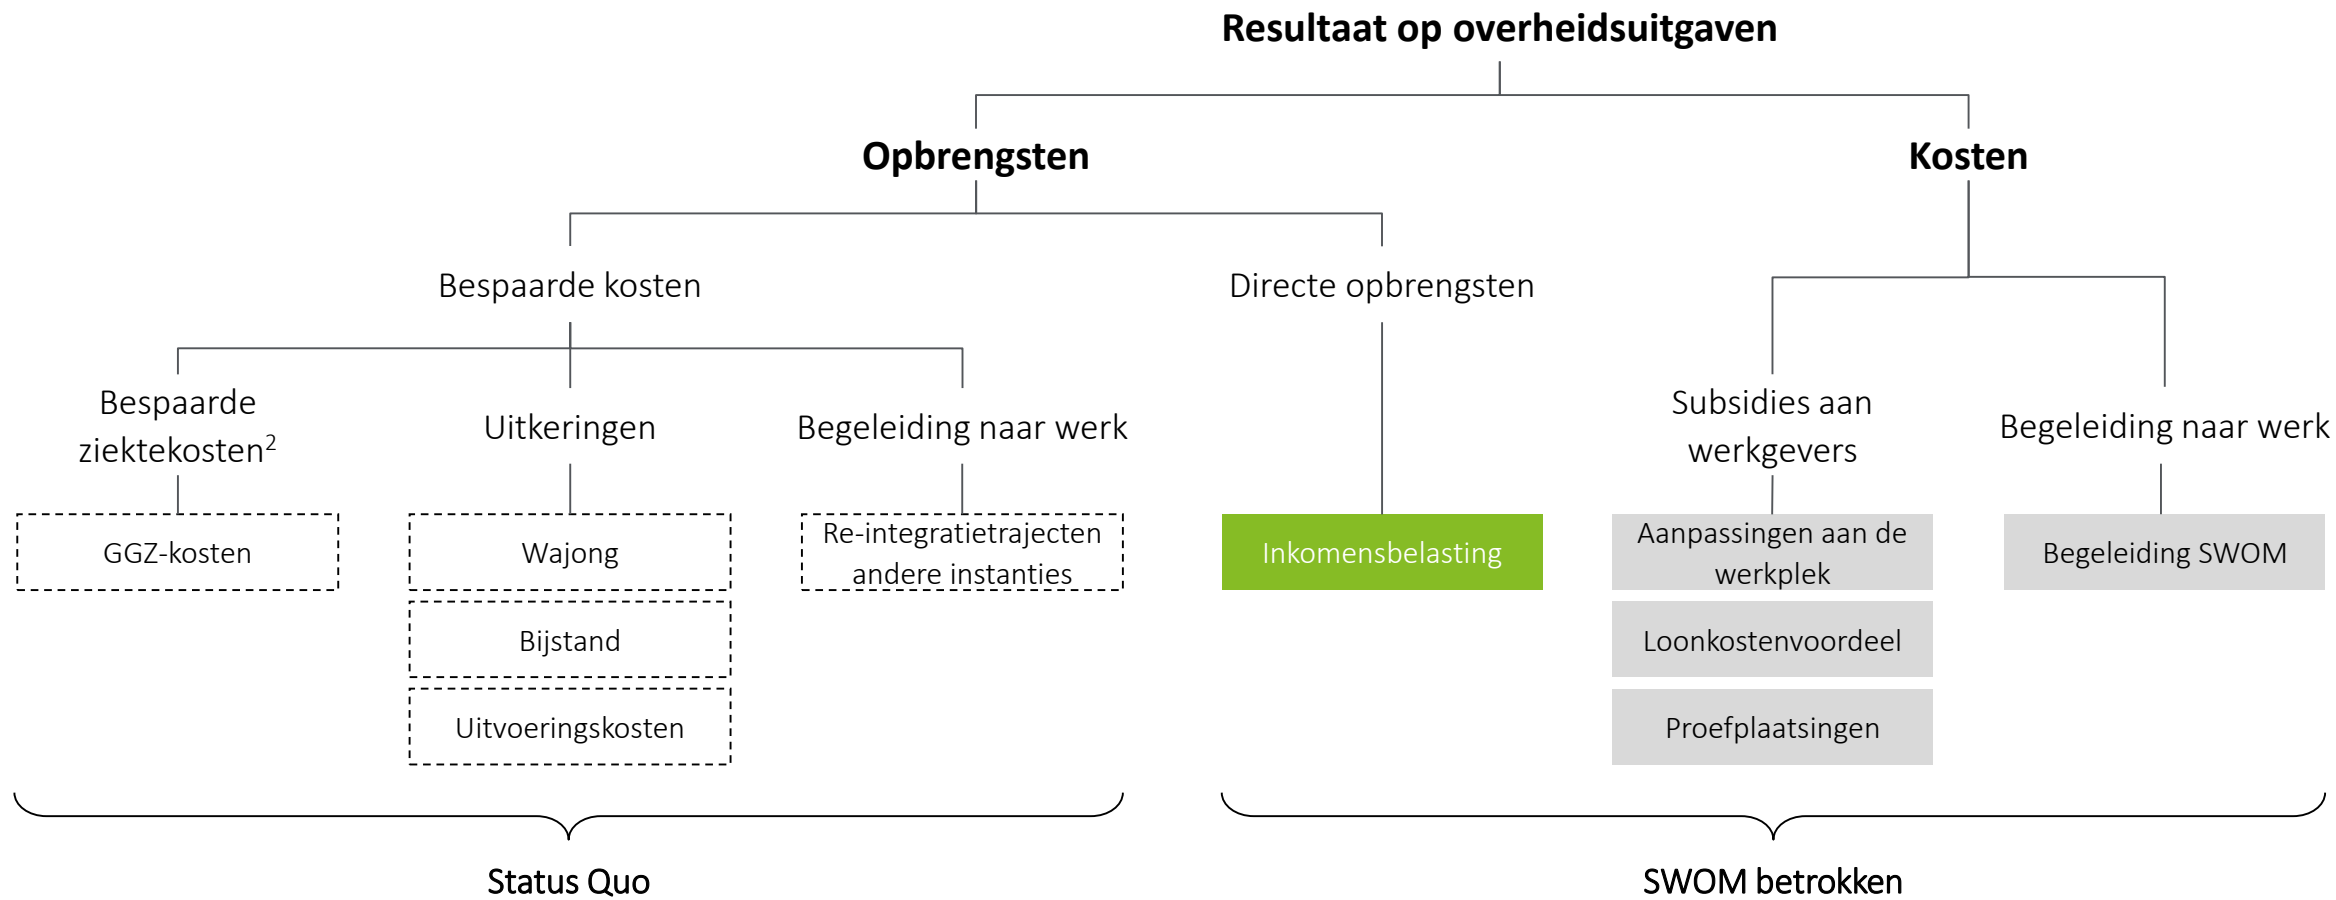 Resultaat op overheidsuitgaven
Opbrengsten
Kosten
Bespaarde kosten
Directe opbrengsten
Bespaarde
ziektekosten²
Uitkeringen
Begeleiding naar werk
Subsidies aan
werkgevers
Begeleiding naar werk
GGZ-kosten
Wajong
Bijstand
Uitvoeringskosten
Re-integratietrajecten
andere instanties
Inkomensbelasting
Aanpassingen aan de
werkplek
Loonkostenvoordeel
Proefplaatsingen
Begeleiding SWOM
Status Quo
SWOM betrokken